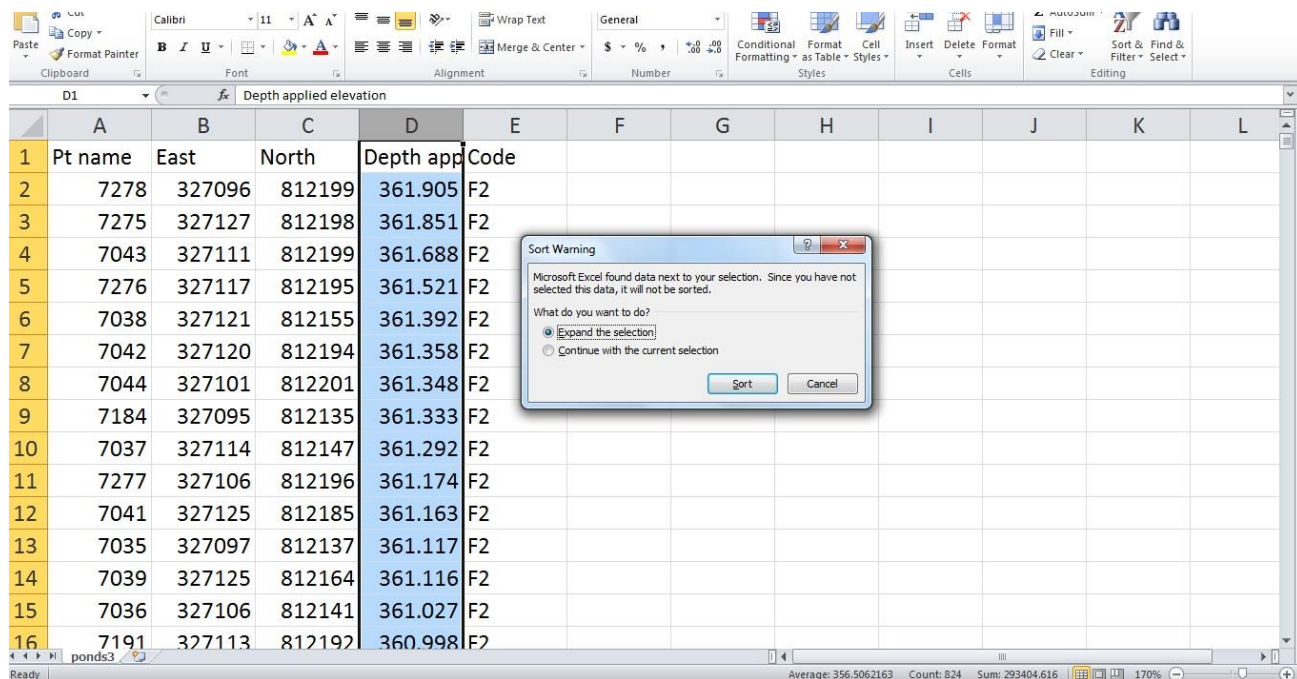 Cut Calibri 11 A A Wrap Text General Σ AutoSum
Copy
Paste Format Painter B I U A Merge & Center $ % , .0 .00 .00 .0 Conditional Formatting Format as Table Cell Styles Insert Delete Format Fill Clear Sort & Filter Find & Select
Clipboard Font Alignment Number Styles Cells Editing
D1 fx Depth applied elevation
A B C D E F G H I J K L
1 Pt name East North Depth app Code
2 7278 327096 812199 361.905 F2
3 7275 327127 812198 361.851 F2
4 7043 327111 812199 361.688 F2
5 7276 327117 812195 361.521 F2
6 7038 327121 812155 361.392 F2
7 7042 327120 812194 361.358 F2
8 7044 327101 812201 361.348 F2
9 7184 327095 812135 361.333 F2
10 7037 327114 812147 361.292 F2
11 7277 327106 812196 361.174 F2
12 7041 327125 812185 361.163 F2
13 7035 327097 812137 361.117 F2
14 7039 327125 812164 361.116 F2
15 7036 327106 812141 361.027 F2
16 7191 327113 812192 360.998 F2
Sort Warning
Microsoft Excel found data next to your selection. Since you have not
selected this data, it will not be sorted.
What do you want to do?
Expand the selection
Continue with the current selection
Sort Cancel
ponds3
Ready Average: 356.5062163 Count: 824 Sum: 293404.616 170%